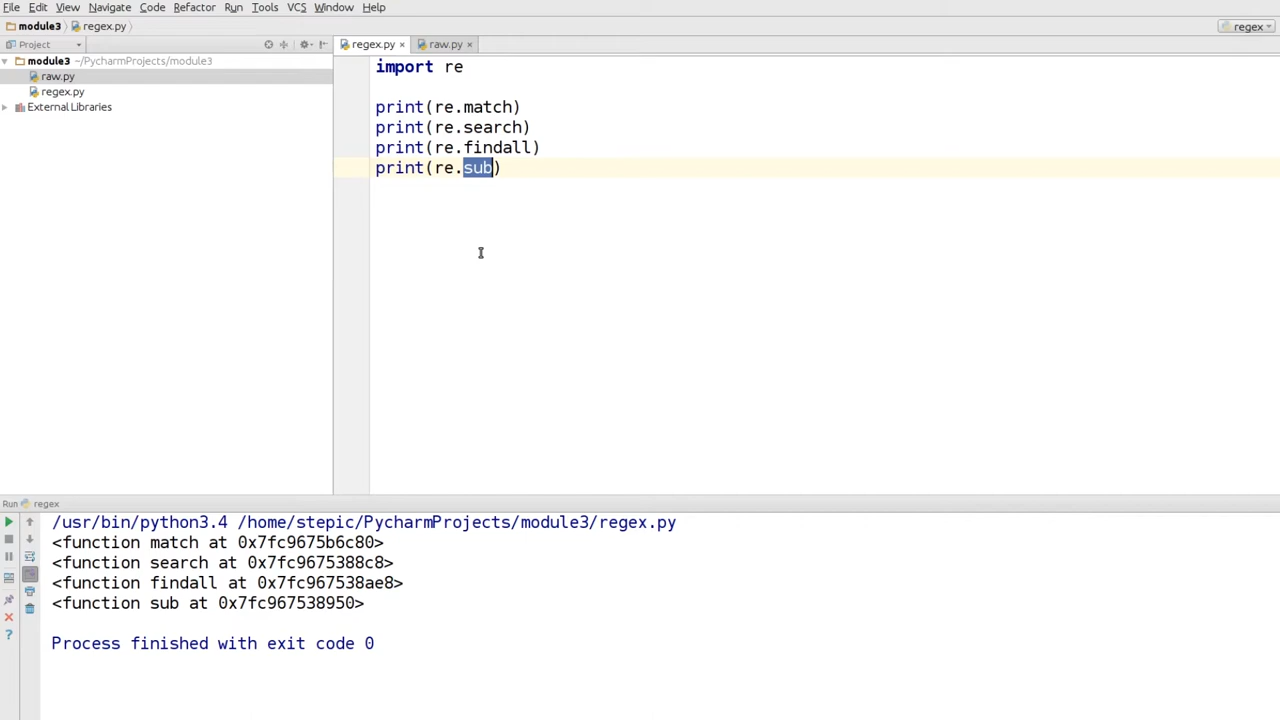 File Edit View Navigate Code Refactor Run Tools VCS Window Help
module3 regex.py regex
Project regex.py raw.py
module3 ~/PycharmProjects/module3
raw.py
regex.py
External Libraries
import re
print(re.match)
print(re.search)
print(re.findall)
print(re.sub)
Run regex
/usr/bin/python3.4 /home/stepic/PycharmProjects/module3/regex.py
<function match at 0x7fc9675b6c80>
<function search at 0x7fc9675388c8>
<function findall at 0x7fc967538ae8>
<function sub at 0x7fc967538950>
Process finished with exit code 0